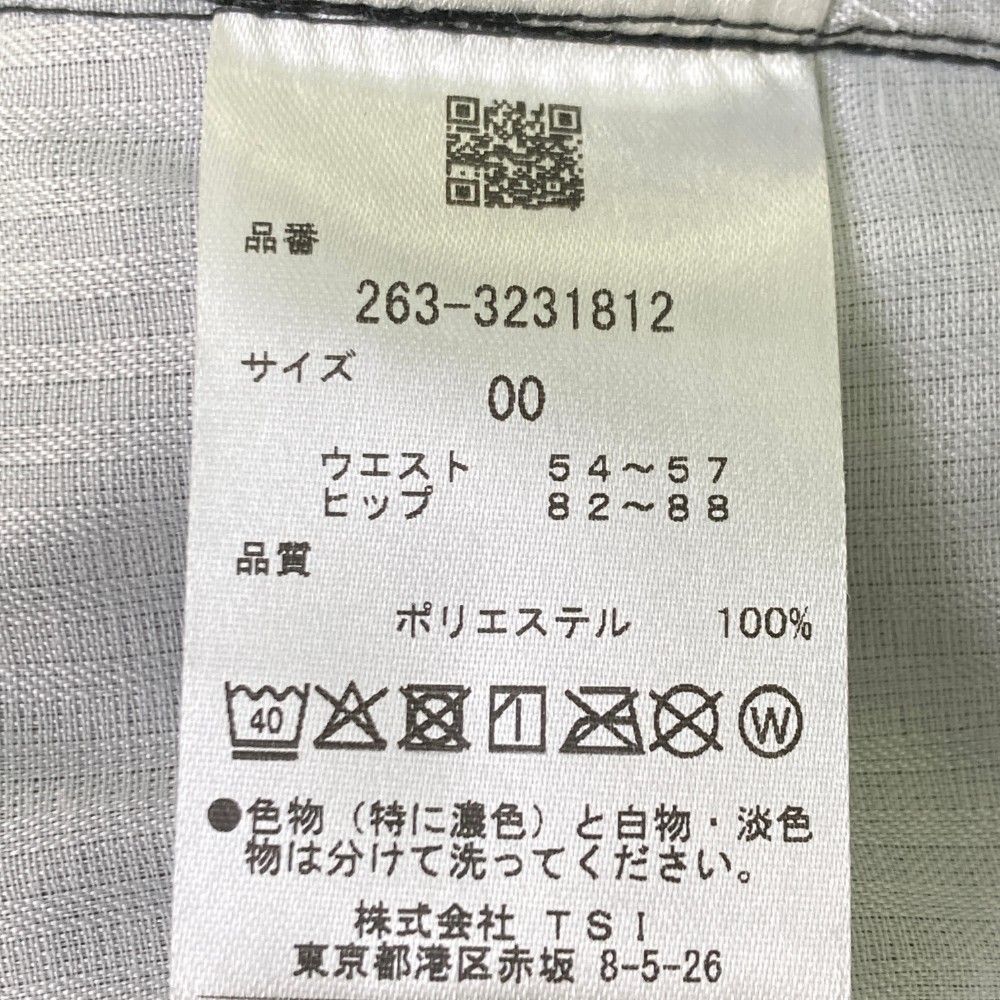 品番
263-3231812
サイズ
00
ウエスト 54～57
ヒップ 82～88
品質
ポリエステル 100%
40 W
●色物（特に濃色）と白物・淡色
物は分けて洗ってください。
株式会社 TSI
東京都港区赤坂 8-5-26